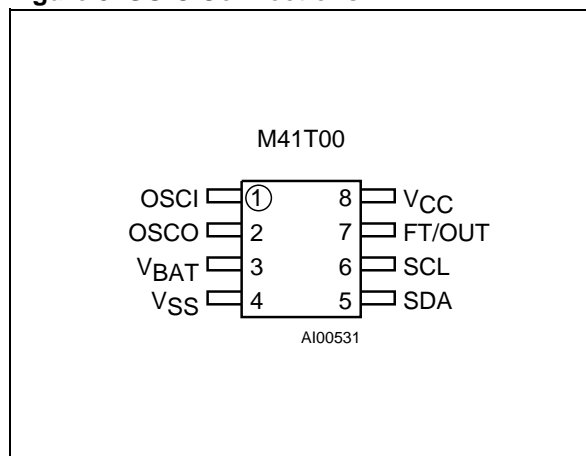 M41T00
OSCI 1 8 VCC
OSCO 2 7 FT/OUT
VBAT 3 6 SCL
VSS 4 5 SDA
AI00531